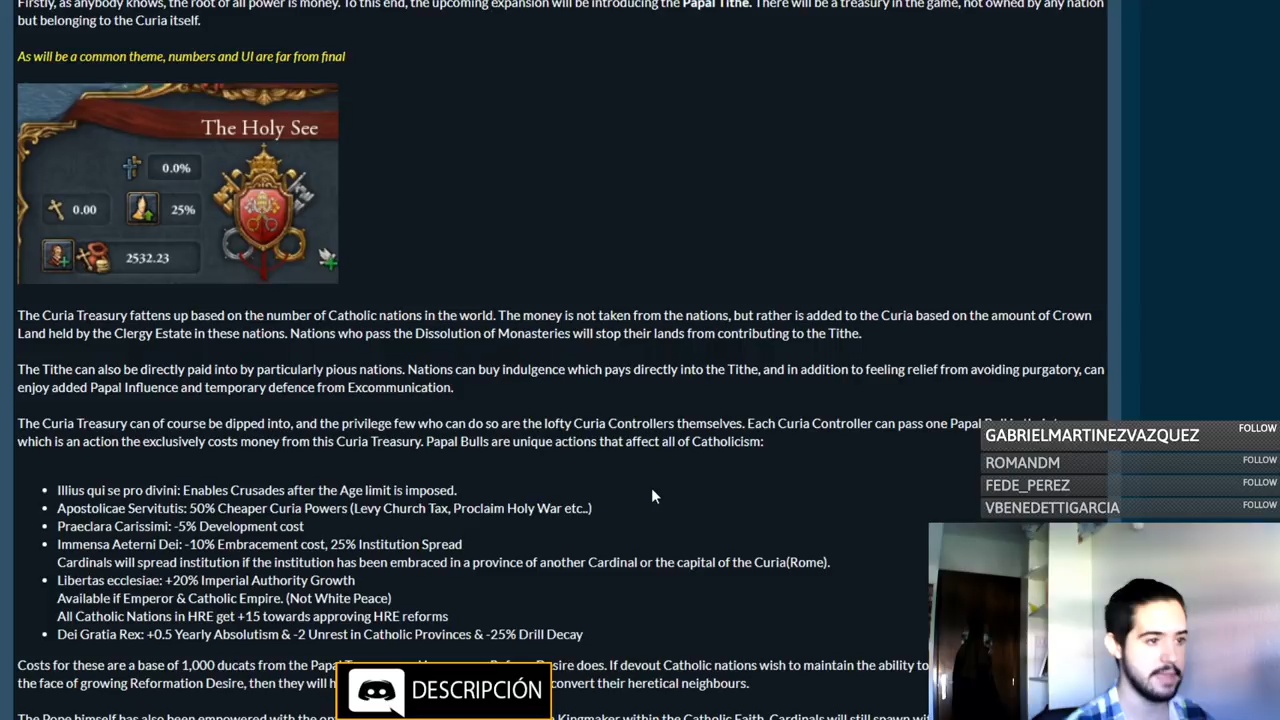 Firstly, as anybody knows, the root of all power is money. To this end, the upcoming expansion will be introducing the Papal Tithe. There will be a treasury in the game, not owned by any nation
but belonging to the Curia itself.
As will be a common theme, numbers and UI are far from final
The Holy See
0.0%
0.00 25%
2532.23
The Curia Treasury fattens up based on the number of Catholic nations in the world. The money is not taken from the nations, but rather is added to the Curia based on the amount of Crown
Land held by the Clergy Estate in these nations. Nations who pass the Dissolution of Monasteries will stop their lands from contributing to the Tithe.
The Tithe can also be directly paid into by particularly pious nations. Nations can buy indulgence which pays directly into the Tithe, and in addition to feeling relief from avoiding purgatory, can
enjoy added Papal Influence and temporary defence from Excommunication.
The Curia Treasury can of course be dipped into, and the privilege few who can do so are the lofty Curia Controllers themselves. Each Curia Controller can pass one Papal
which is an action the exclusively costs money from this Curia Treasury. Papal Bulls are unique actions that affect all of Catholicism:
• Illius qui se pro divini: Enables Crusades after the Age limit is imposed.
• Apostolicae Servitutis: 50% Cheaper Curia Powers (Levy Church Tax, Proclaim Holy War etc..)
• Praeclara Carissimi: -5% Development cost
• Immensa Aeterni Dei: -10% Embracement cost, 25% Institution Spread
Cardinals will spread institution if the institution has been embraced in a province of another Cardinal or the capital of the Curia(Rome).
• Libertas ecclesiae: +20% Imperial Authority Growth
Available if Emperor & Catholic Empire. (Not White Peace)
All Catholic Nations in HRE get +15 towards approving HRE reforms
• Dei Gratia Rex: +0.5 Yearly Absolutism & -2 Unrest in Catholic Provinces & -25% Drill Decay
Costs for these are a base of 1,000 ducats from the Desire does. If devout Catholic nations wish to maintain the ability to
the face of growing Reformation Desire, then they will convert their heretical neighbours.
The Pope himself has also been empowered with the Kingmaker within the Catholic Faith. Cardinals will still spawn
GABRIELMARTINEZVAZQUEZ FOLLOW
ROMANDM FOLLOW
FEDE_PEREZ FOLLOW
VBENEDETTIGARCIA FOLLOW
DESCRIPCIÓN